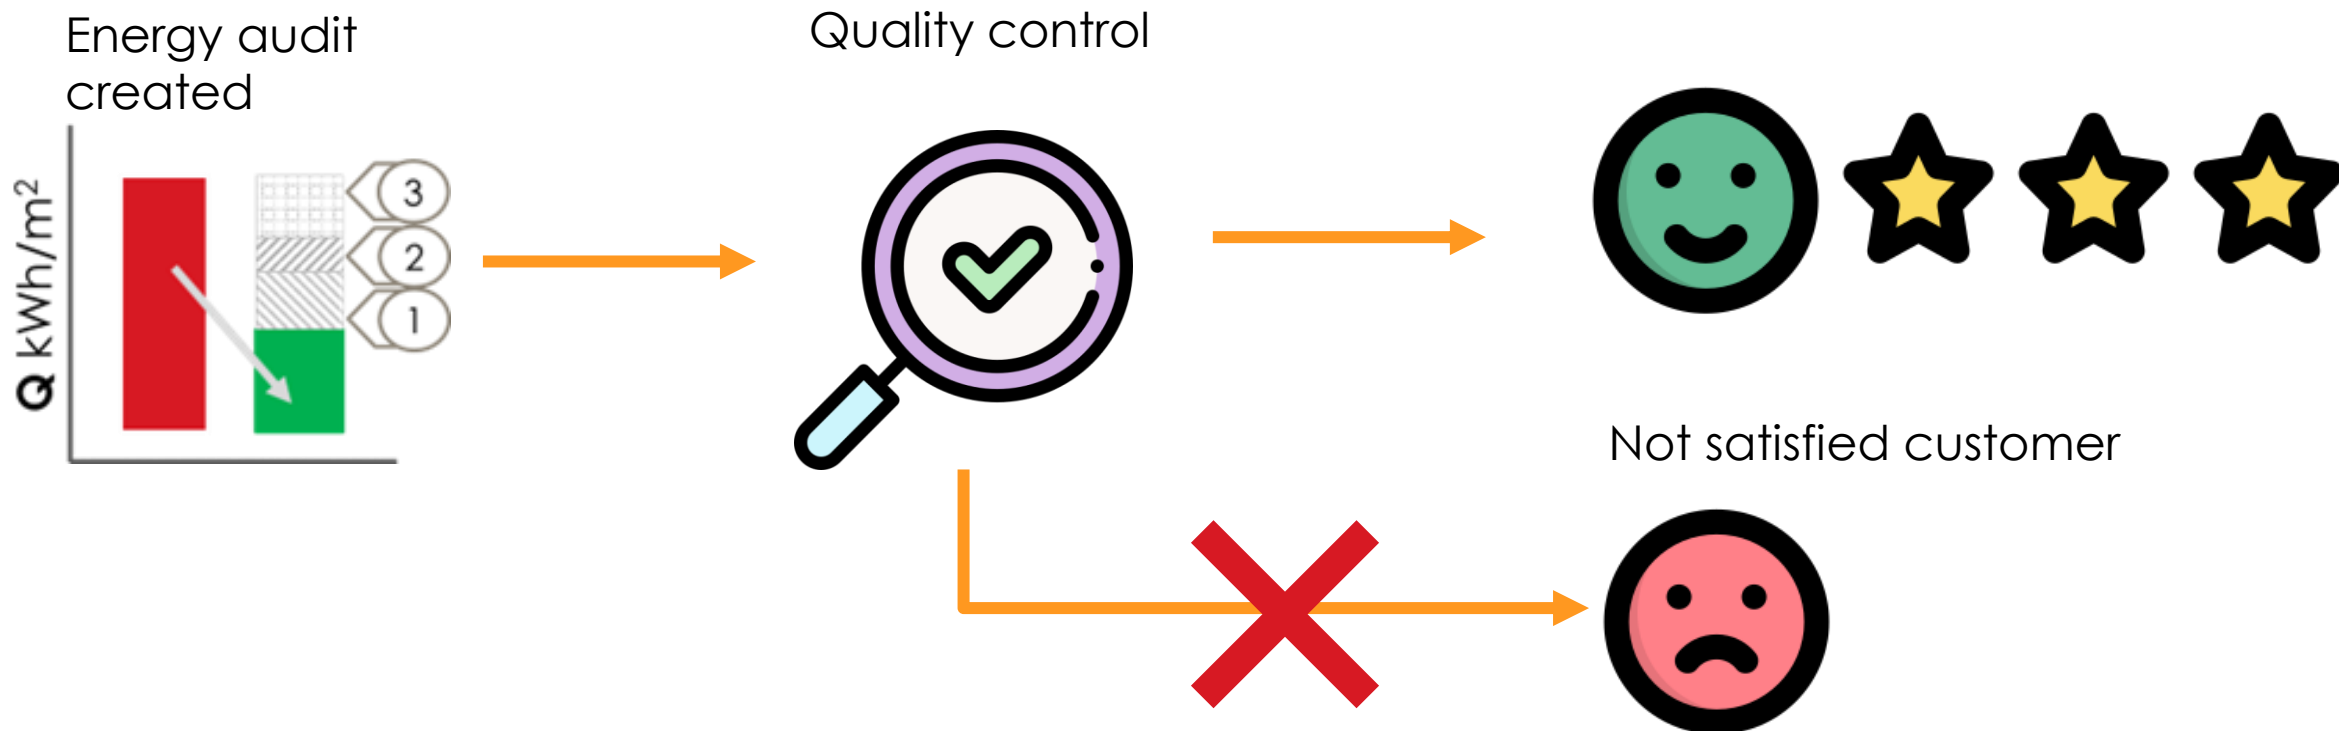 Energy audit
created
Quality control
Q kWh/m²
3
2
1
Not satisfied customer